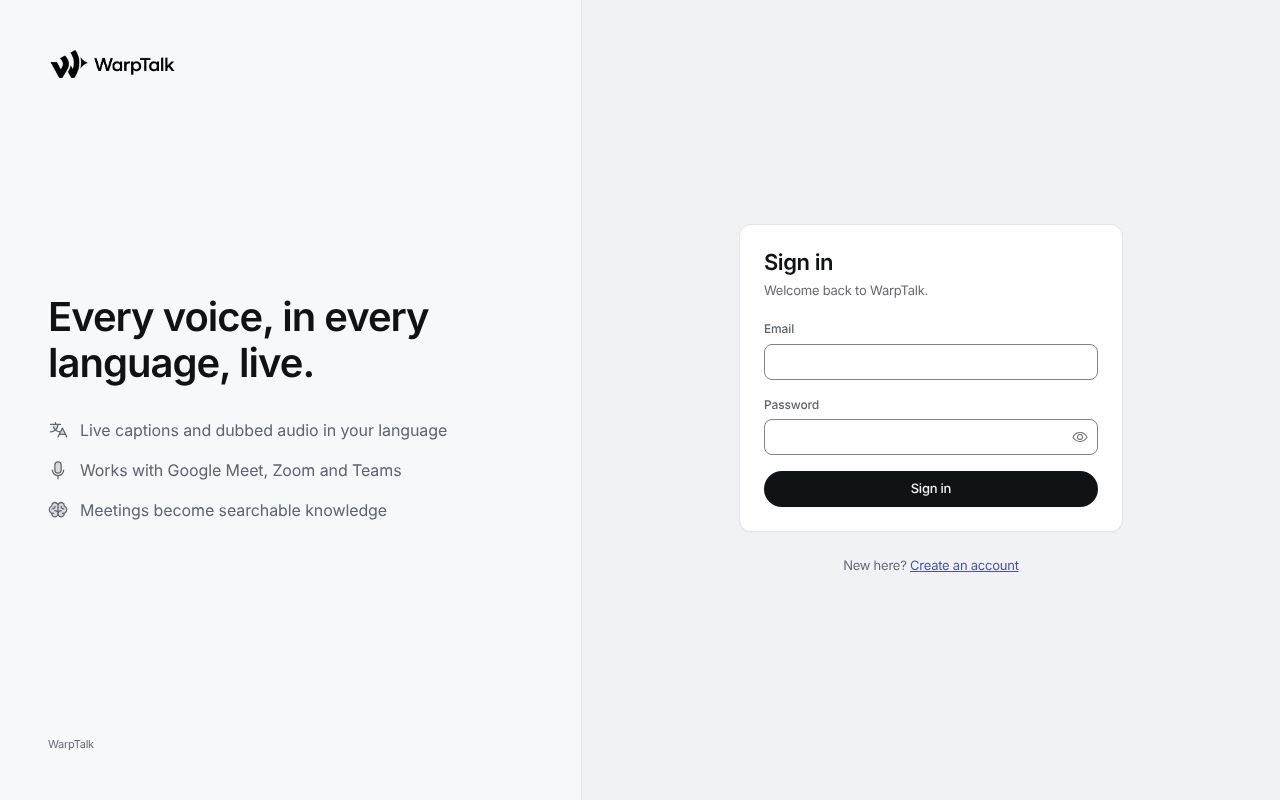 WarpTalk
Every voice, in every
language, live.
Live captions and dubbed audio in your language
Works with Google Meet, Zoom and Teams
Meetings become searchable knowledge
WarpTalk
Sign in
Welcome back to WarpTalk.
Email
Password
Sign in
New here? Create an account